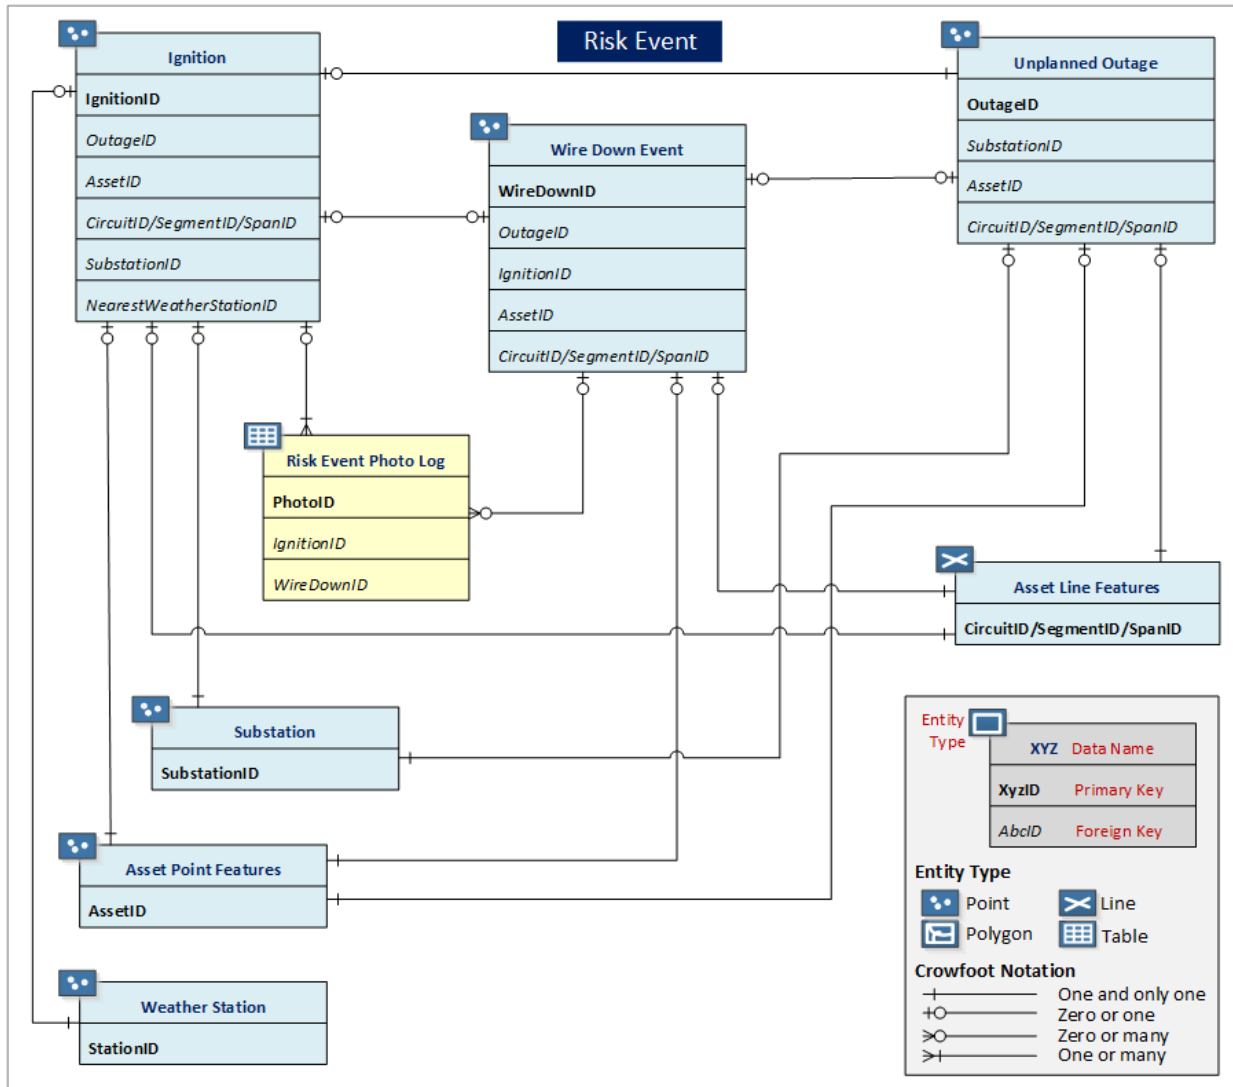 Risk Event
Ignition
IgnitionID
OutageID
AssetID
CircuitID/SegmentID/SpanID
SubstationID
NearestWeatherStationID
Wire Down Event
WireDownID
OutageID
IgnitionID
AssetID
CircuitID/SegmentID/SpanID
Unplanned Outage
OutageID
SubstationID
AssetID
CircuitID/SegmentID/SpanID
Risk Event Photo Log
PhotoID
IgnitionID
WireDownID
Asset Line Features
CircuitID/SegmentID/SpanID
Substation
SubstationID
Asset Point Features
AssetID
Weather Station
StationID
Entity
Type
XYZ Data Name
XyzID Primary Key
AbcID Foreign Key
Entity Type
Point Line
Polygon Table
Crowfoot Notation
One and only one
Zero or one
Zero or many
One or many